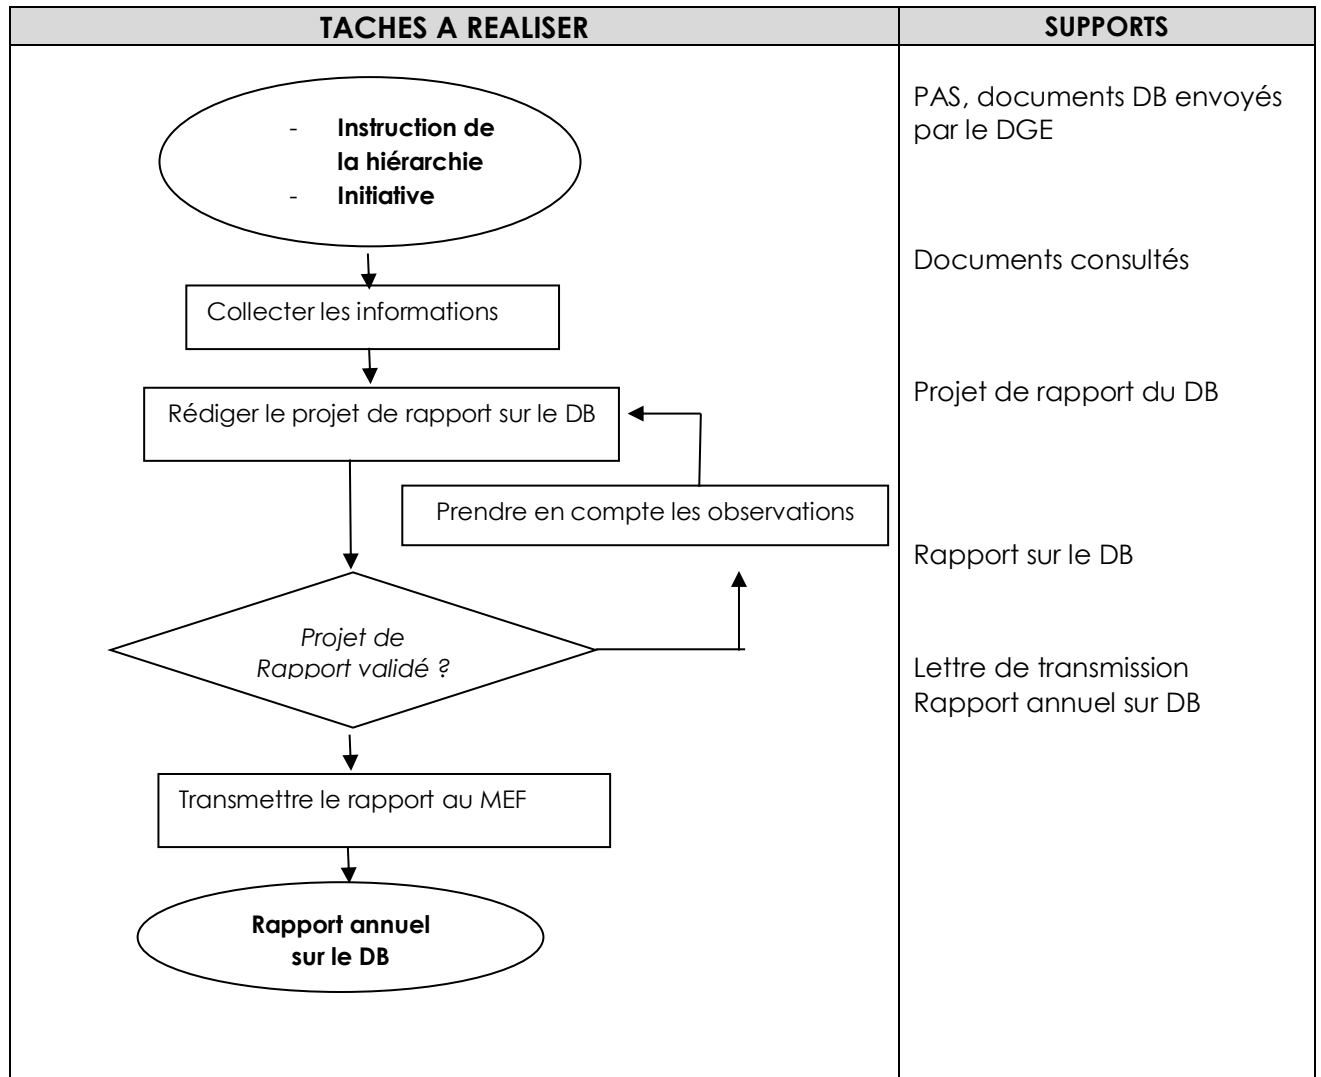 TACHES A REALISER
SUPPORTS
- Instruction de
la hiérarchie
- Initiative
PAS, documents DB envoyés
par le DGE
Documents consultés
Collecter les informations
Projet de rapport du DB
Rédiger le projet de rapport sur le DB
Prendre en compte les observations
Rapport sur le DB
Projet de
Rapport validé ?
Lettre de transmission
Rapport annuel sur DB
Transmettre le rapport au MEF
Rapport annuel
sur le DB